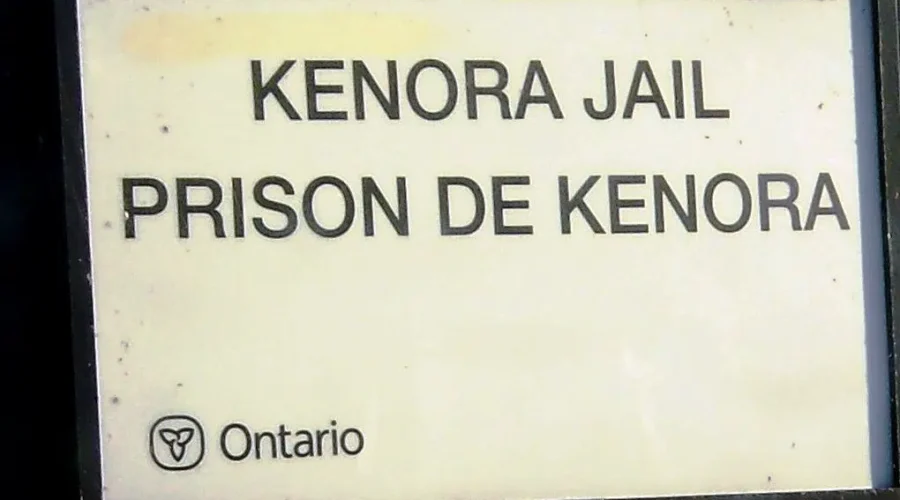 KENORA JAIL
PRISON DE KENORA
Ontario